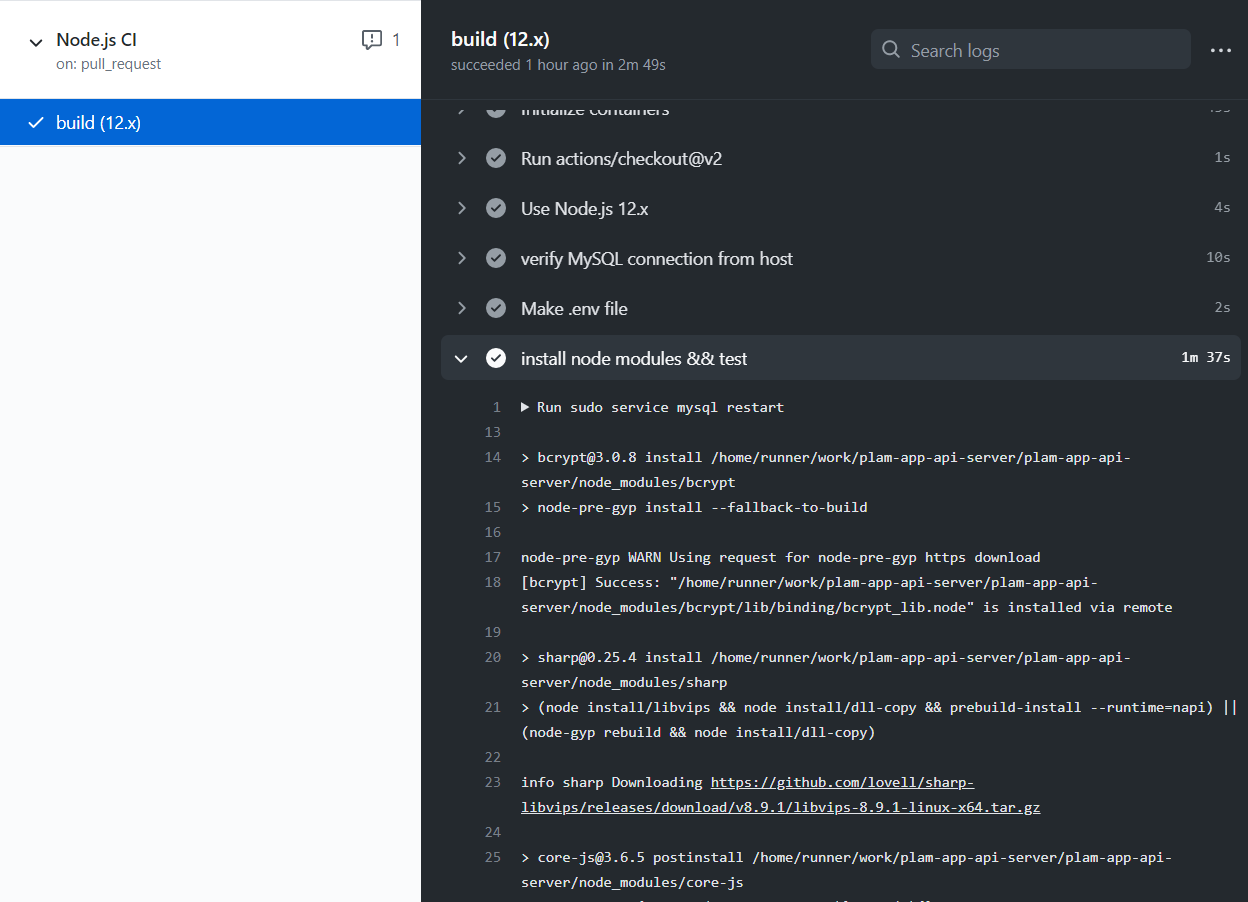 Node.js CI
1
on: pull_request
build (12.x)
build (12.x)
succeeded 1 hour ago in 2m 49s
Search logs
Initialize containers
Run actions/checkout@v2
1s
Use Node.js 12.x
4s
verify MySQL connection from host
10s
Make .env file
2s
install node modules && test
1m 37s
1 Run sudo service mysql restart
13
14 > bcrypt@3.0.8 install /home/runner/work/plam-app-api-server/plam-app-api-
server/node_modules/bcrypt
15 > node-pre-gyp install --fallback-to-build
16
17 node-pre-gyp WARN Using request for node-pre-gyp https download
18 [bcrypt] Success: "/home/runner/work/plam-app-api-server/plam-app-api-
server/node_modules/bcrypt/lib/binding/bcrypt_lib.node" is installed via remote
19
20 > sharp@0.25.4 install /home/runner/work/plam-app-api-server/plam-app-api-
server/node_modules/sharp
21 > (node install/libvips && node install/dll-copy && prebuild-install --runtime=napi) ||
(node-gyp rebuild && node install/dll-copy)
22
23 info sharp Downloading https://github.com/lovell/sharp-
libvips/releases/download/v8.9.1/libvips-8.9.1-linux-x64.tar.gz
24
25 > core-js@3.6.5 postinstall /home/runner/work/plam-app-api-server/plam-app-api-
server/node_modules/core-js